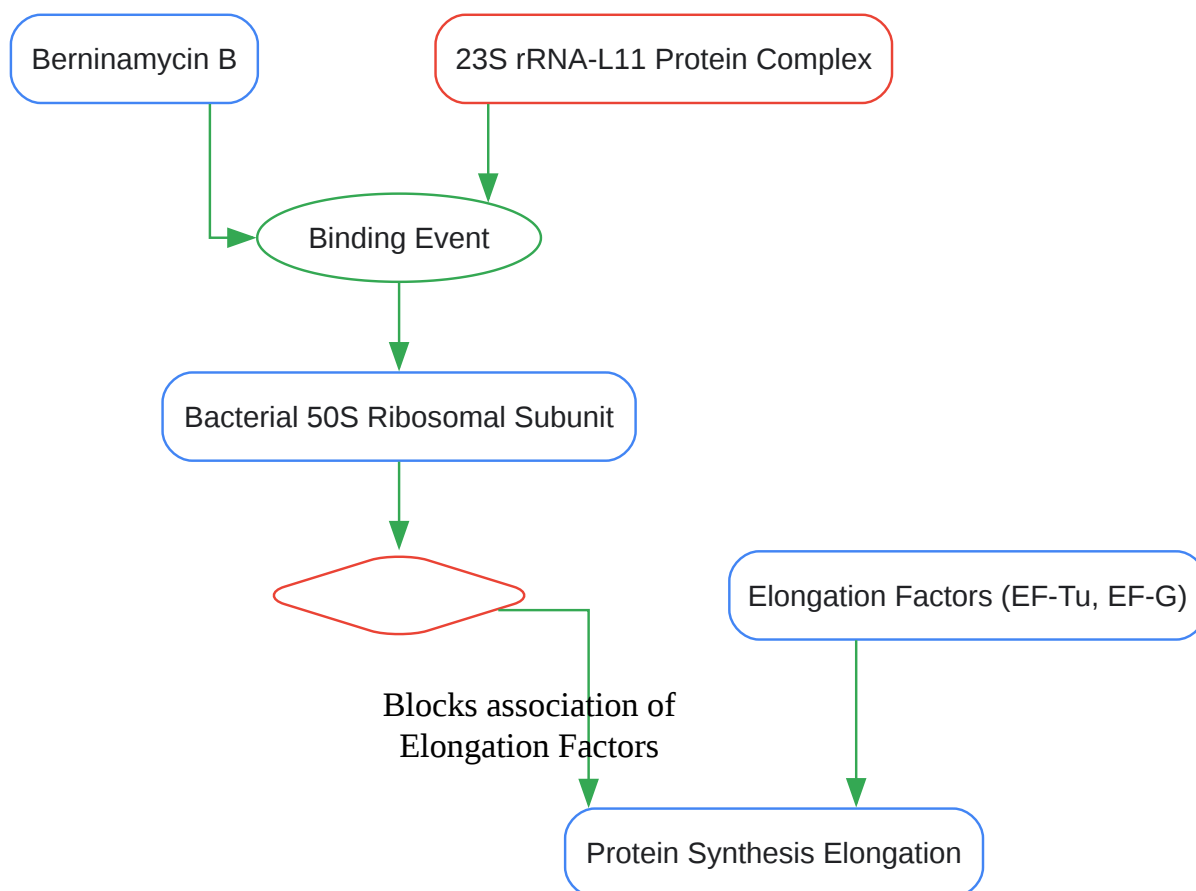 Berninamycin B
23S rRNA-L11 Protein Complex
Binding Event
Bacterial 50S Ribosomal Subunit
Elongation Factors (EF-Tu, EF-G)
Blocks association of
Elongation Factors
Protein Synthesis Elongation